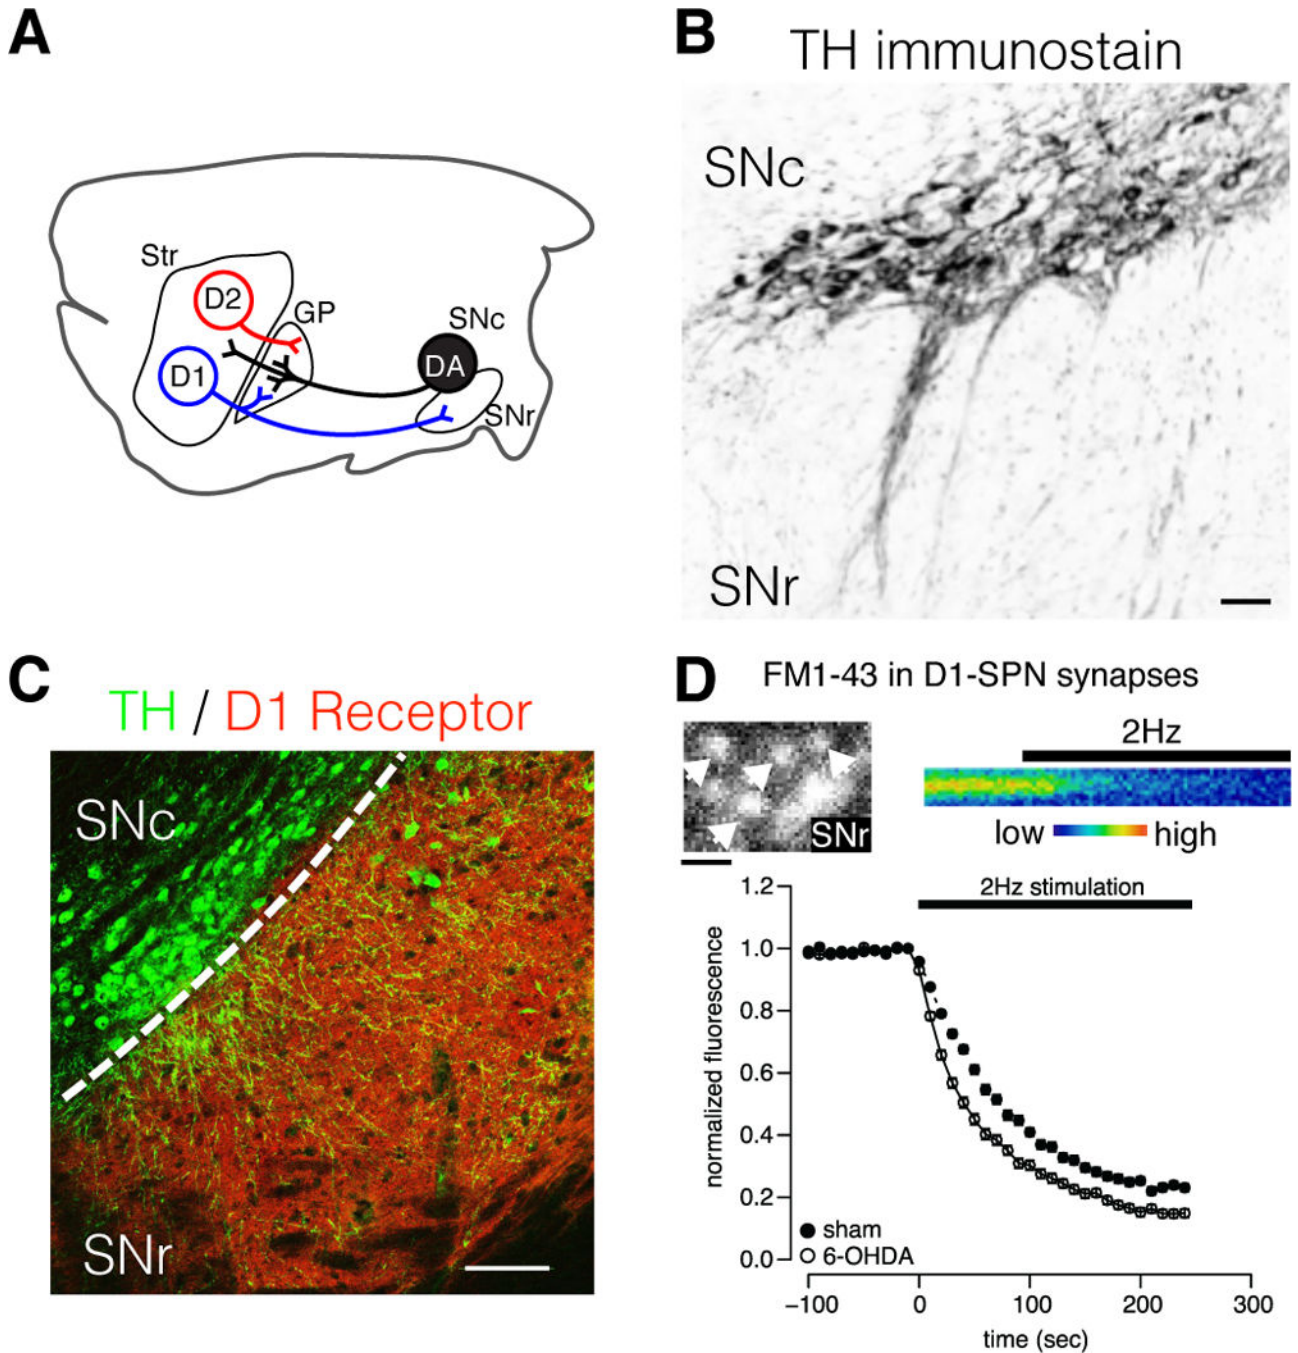 A
Str
D2
GP
SNc
D1
DA
SNr
B
TH immunostain
SNc
SNr
C
TH / D1 Receptor
SNc
SNr
D
FM1-43 in D1-SPN synapses
2Hz
SNr
low high
2Hz stimulation
normalized fluorescence
1.2
1.0
0.8
0.6
0.4
0.2
0.0
sham
6-OHDA
−100 0 100 200 300
time (sec)